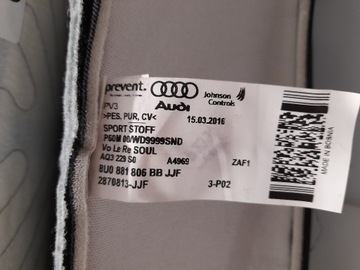 prevent. Johnson
Controls
PV3 Audi
>PES, PUR, CV< 15.03.2016
SPORT STOFF
P60M 00/WD9999SND
Vo Le Re SOUL
AQ3 229 S0 A4969 ZAF1
8U0 881 806 BB JJF
2870813-JJF 3-P02
MADE IN BOSNIA